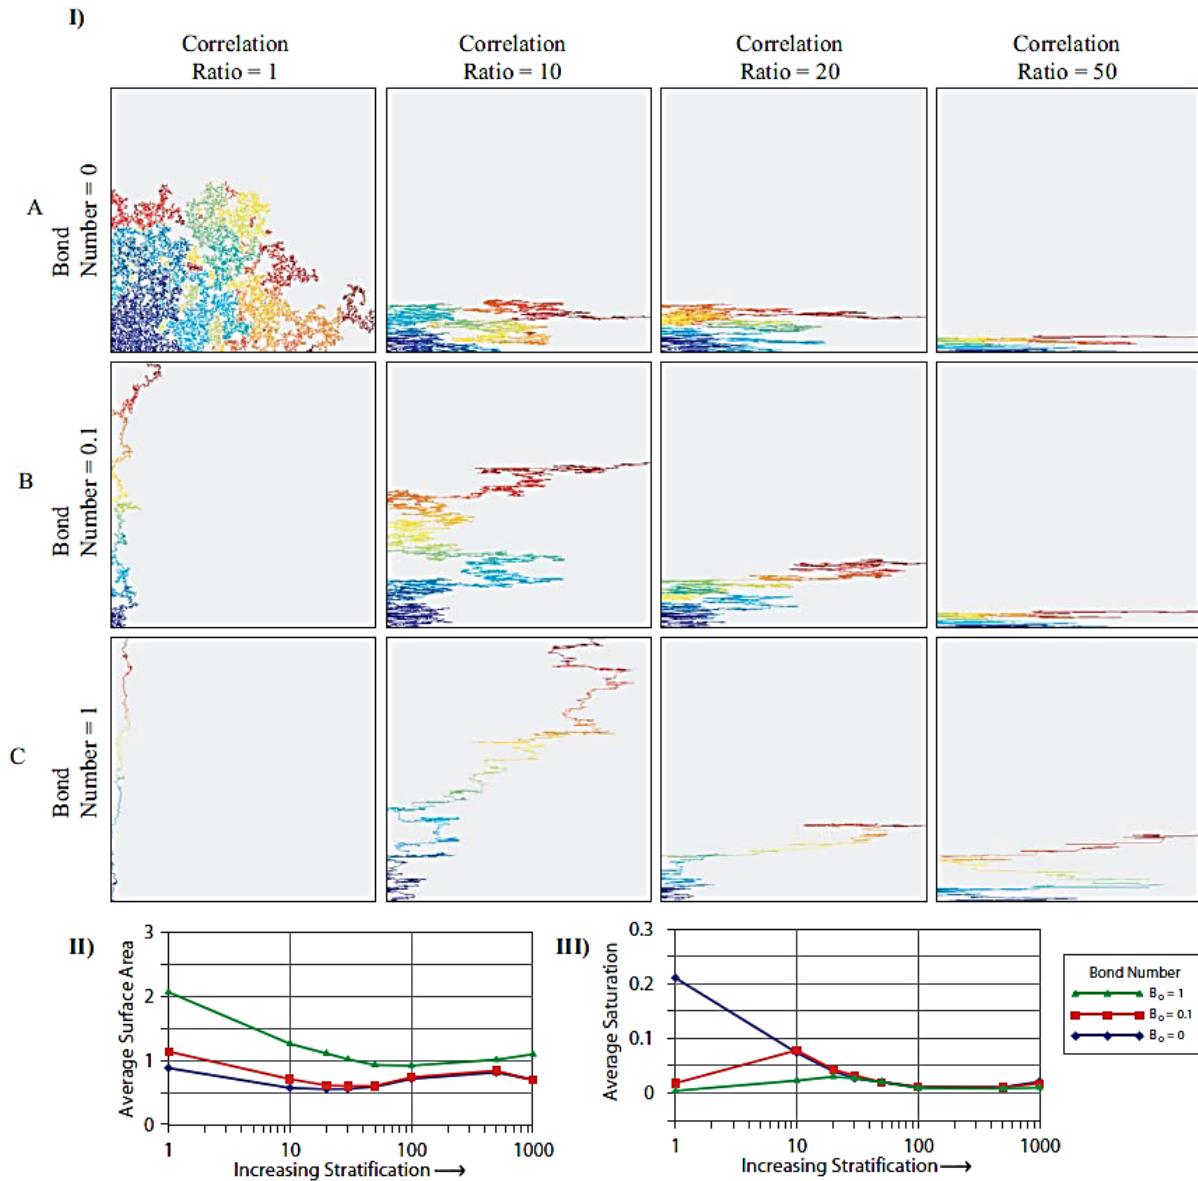 I)
Correlation
Ratio = 1
Correlation
Ratio = 10
Correlation
Ratio = 20
Correlation
Ratio = 50
A
Bond
Number = 0
B
Bond
Number = 0.1
C
Bond
Number = 1
II)
Average Surface Area
3
2
1
0
1
10
100
1000
Increasing Stratification →
III)
Average Saturation
0.3
0.2
0.1
0
1
10
100
1000
Increasing Stratification →
Bond Number
Bo = 1
Bo = 0.1
Bo = 0